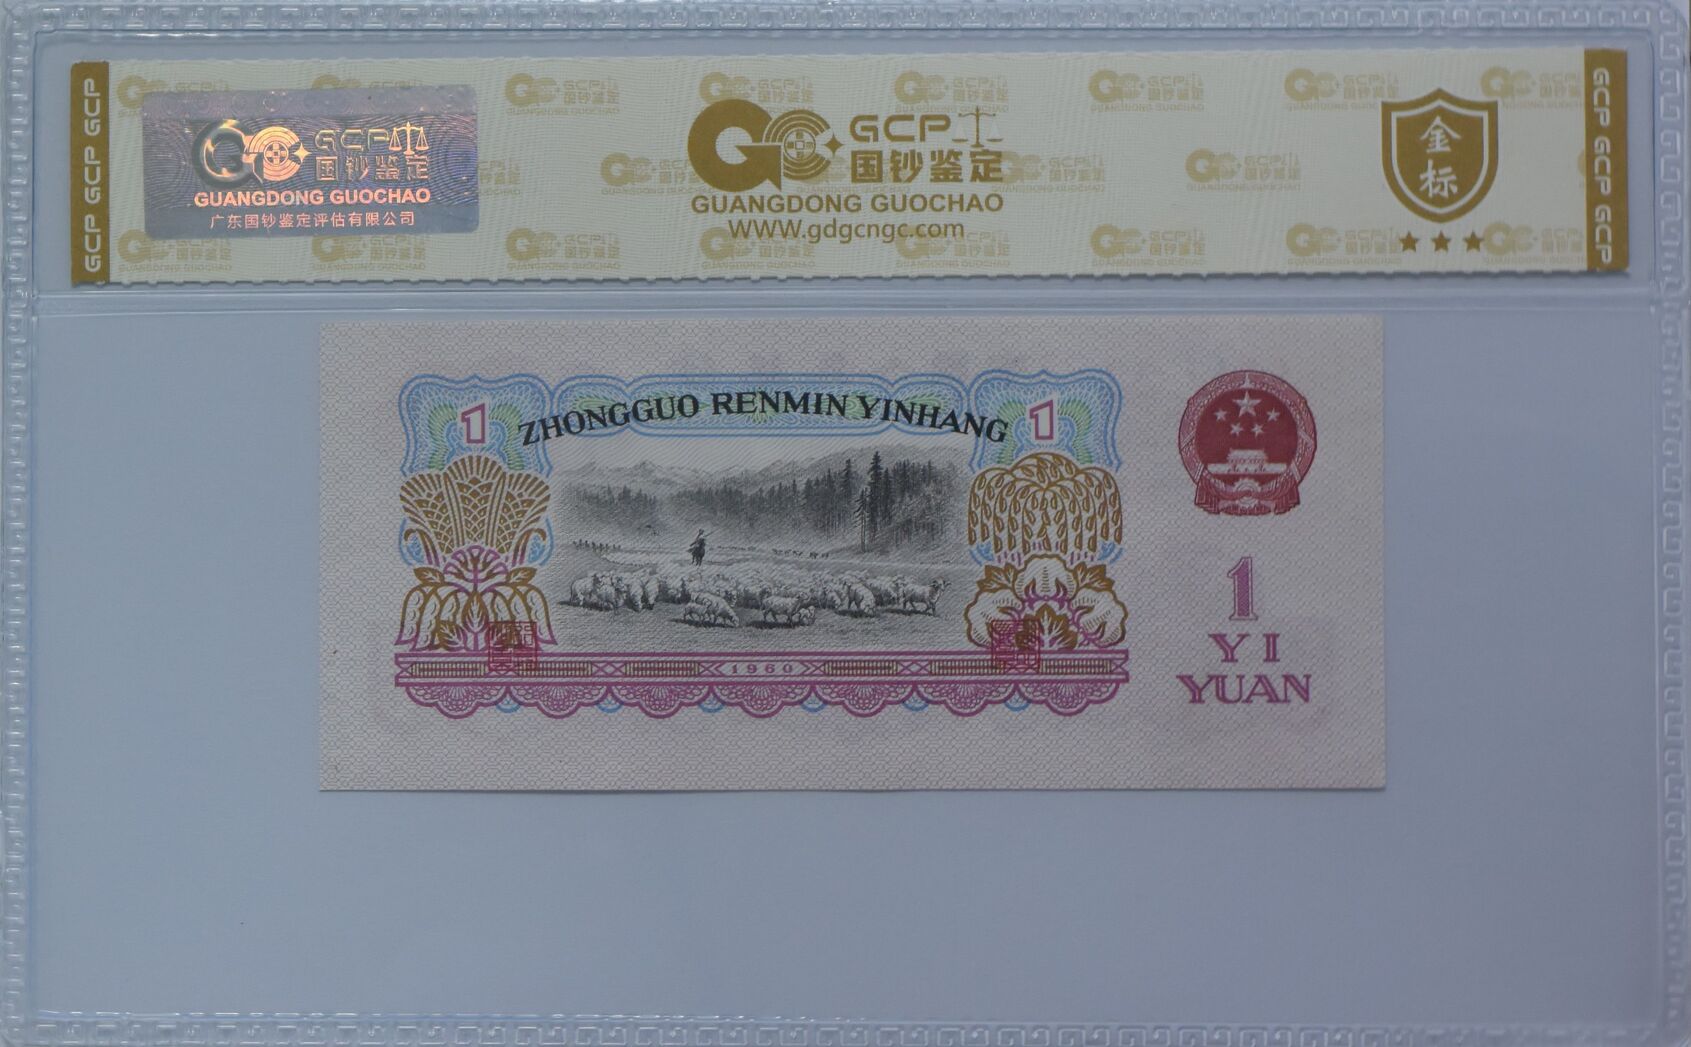 GCP GCP GCP
GCP
国钞鉴定
GUANGDONG GUOCHAO
广东国钞鉴定评估有限公司
GCP
国钞鉴定
GUANGDONG GUOCHAO
WWW.gdgcngc.com
金
标
GCP GCP GCP
ZHONGGUO RENMIN YINHANG
1
1
1960
1
YI
YUAN